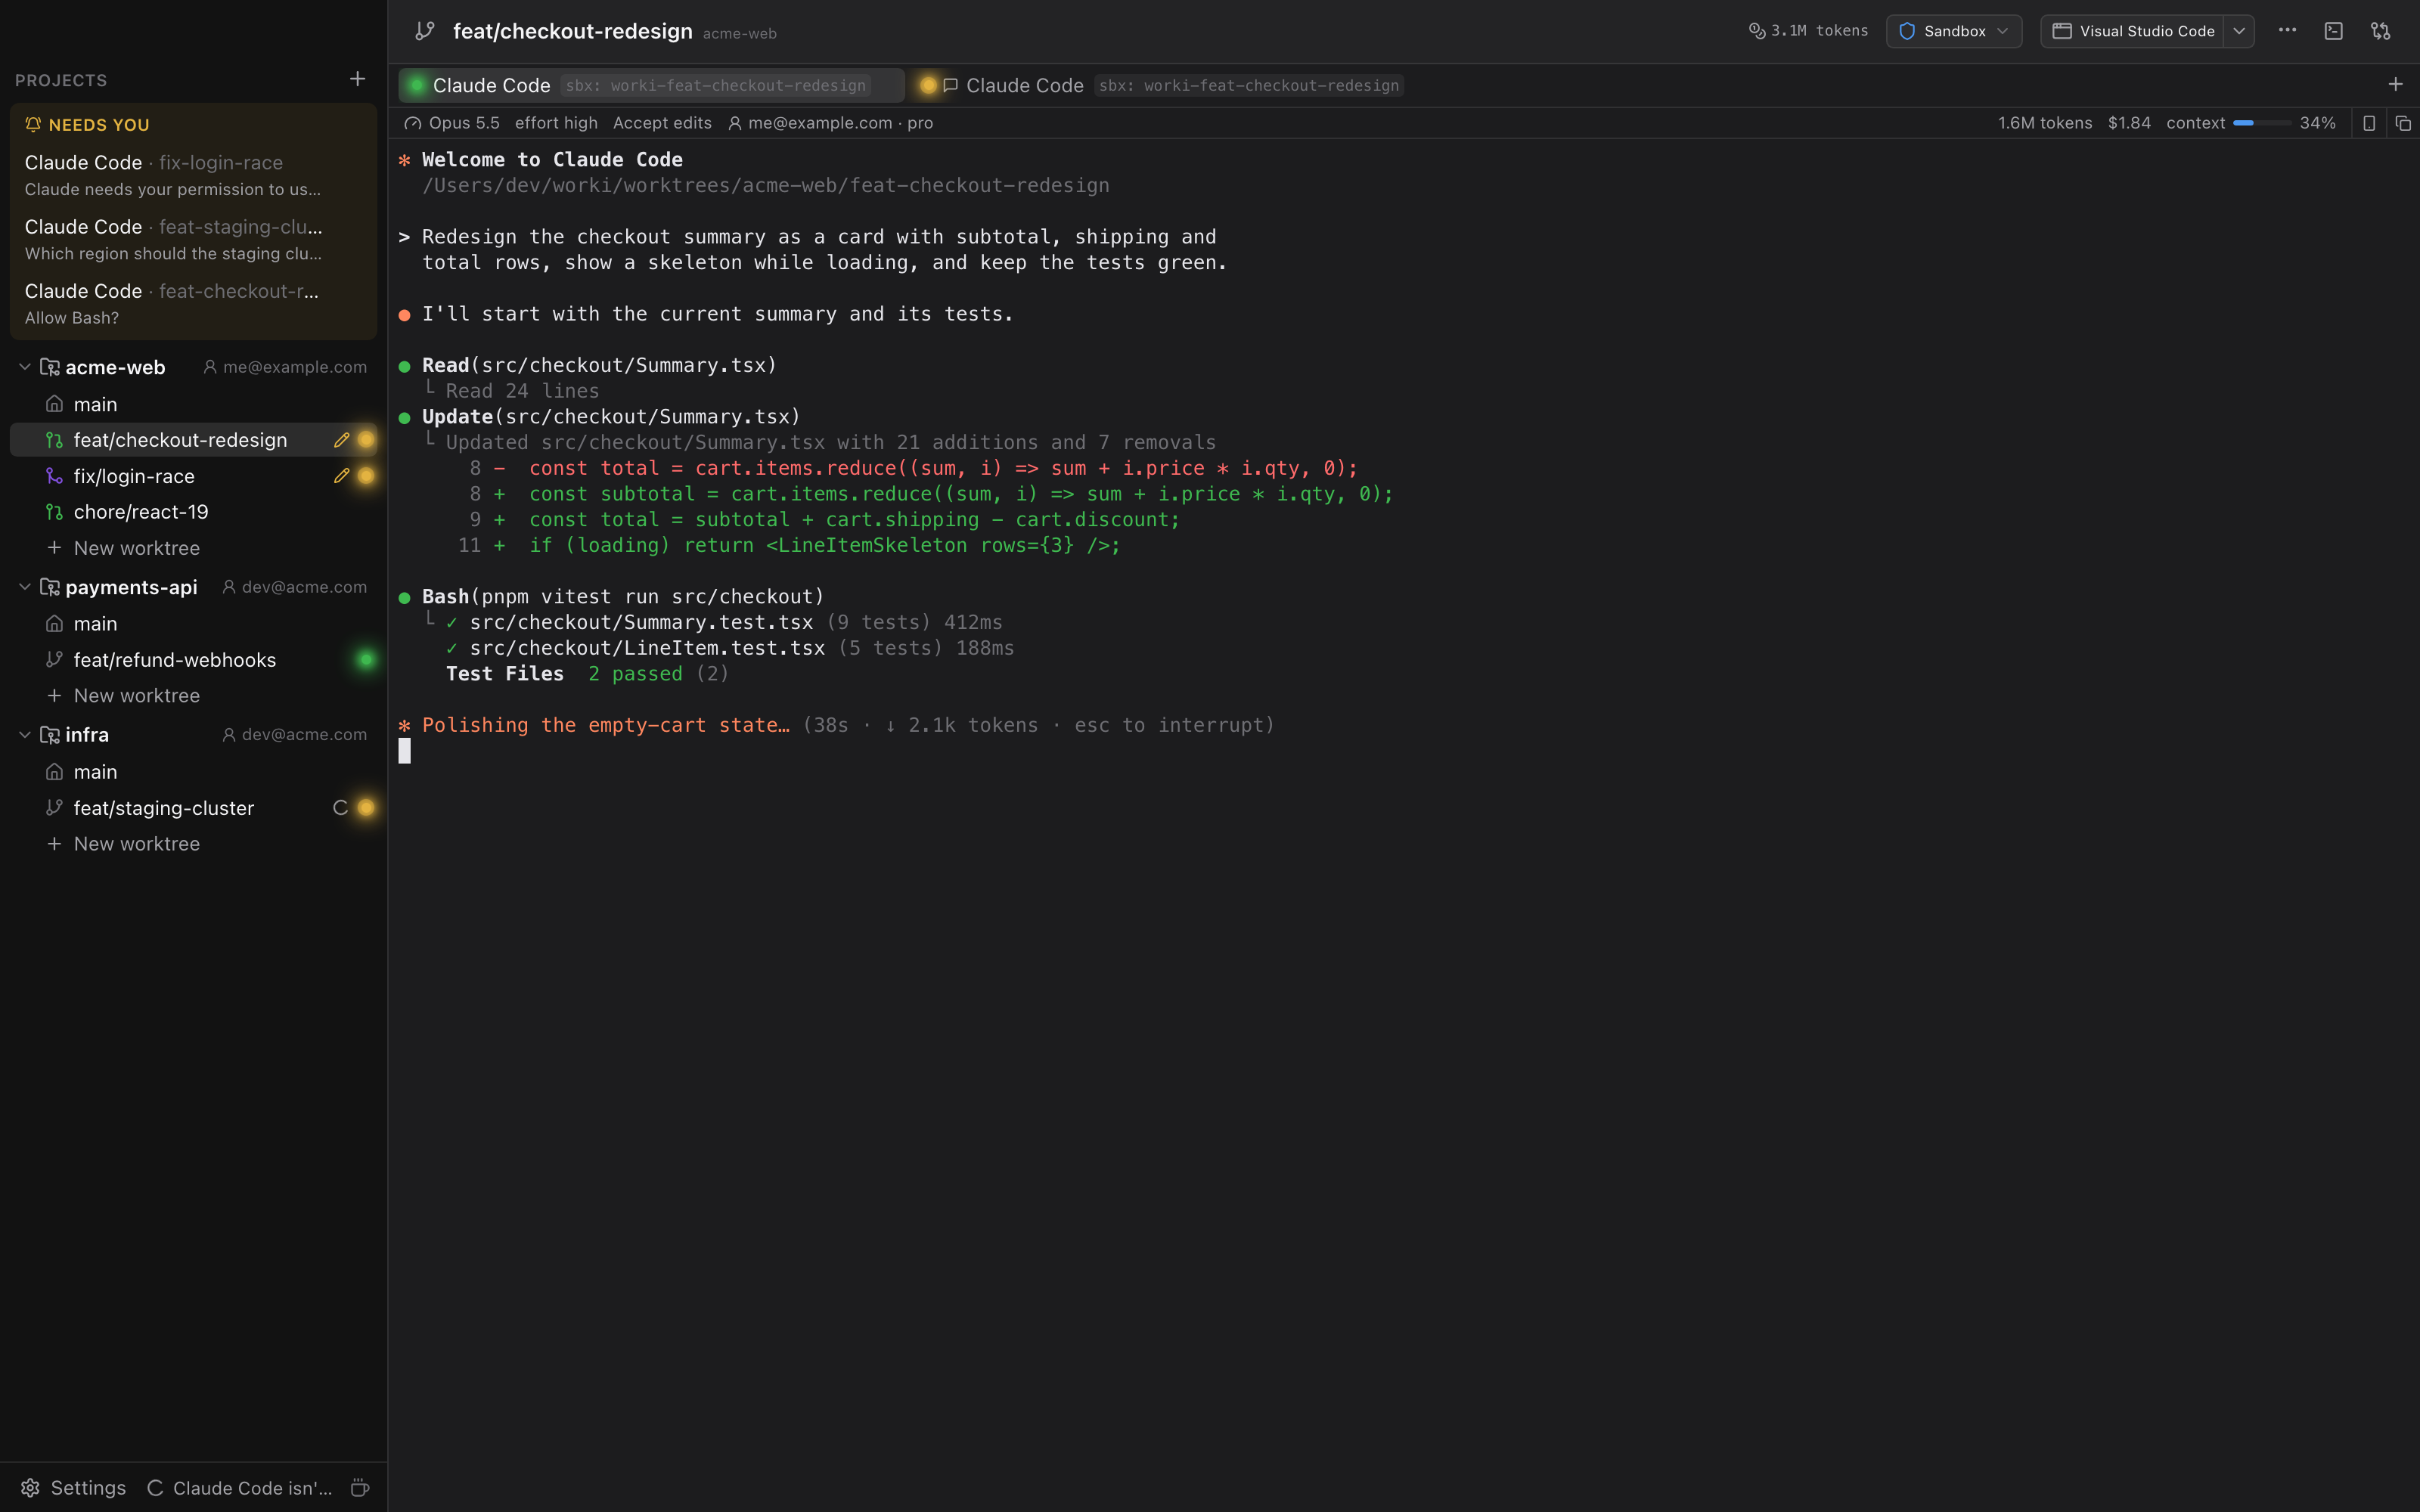 PROJECTS
NEEDS YOU
Claude Code · fix-login-race
Claude needs your permission to us...
Claude Code · feat-staging-clu...
Which region should the staging clu...
Claude Code · feat-checkout-r...
Allow Bash?
acme-web me@example.com
main
feat/checkout-redesign
fix/login-race
chore/react-19
+ New worktree
payments-api dev@acme.com
main
feat/refund-webhooks
+ New worktree
infra dev@acme.com
main
feat/staging-cluster
+ New worktree
Settings Claude Code isn'...
feat/checkout-redesign acme-web
3.1M tokens Sandbox Visual Studio Code
Claude Code sbx: worki-feat-checkout-redesign Claude Code sbx: worki-feat-checkout-redesign
Opus 5.5 effort high Accept edits me@example.com · pro
1.6M tokens $1.84 context 34%
✻ Welcome to Claude Code
/Users/dev/worki/worktrees/acme-web/feat-checkout-redesign
> Redesign the checkout summary as a card with subtotal, shipping and
total rows, show a skeleton while loading, and keep the tests green.
● I'll start with the current summary and its tests.
● Read(src/checkout/Summary.tsx)
└ Read 24 lines
● Update(src/checkout/Summary.tsx)
└ Updated src/checkout/Summary.tsx with 21 additions and 7 removals
8 − const total = cart.items.reduce((sum, i) => sum + i.price * i.qty, 0);
8 + const subtotal = cart.items.reduce((sum, i) => sum + i.price * i.qty, 0);
9 + const total = subtotal + cart.shipping − cart.discount;
11 + if (loading) return <LineItemSkeleton rows={3} />;
● Bash(pnpm vitest run src/checkout)
└ ✓ src/checkout/Summary.test.tsx (9 tests) 412ms
✓ src/checkout/LineItem.test.tsx (5 tests) 188ms
Test Files 2 passed (2)
✻ Polishing the empty-cart state… (38s · ↓ 2.1k tokens · esc to interrupt)